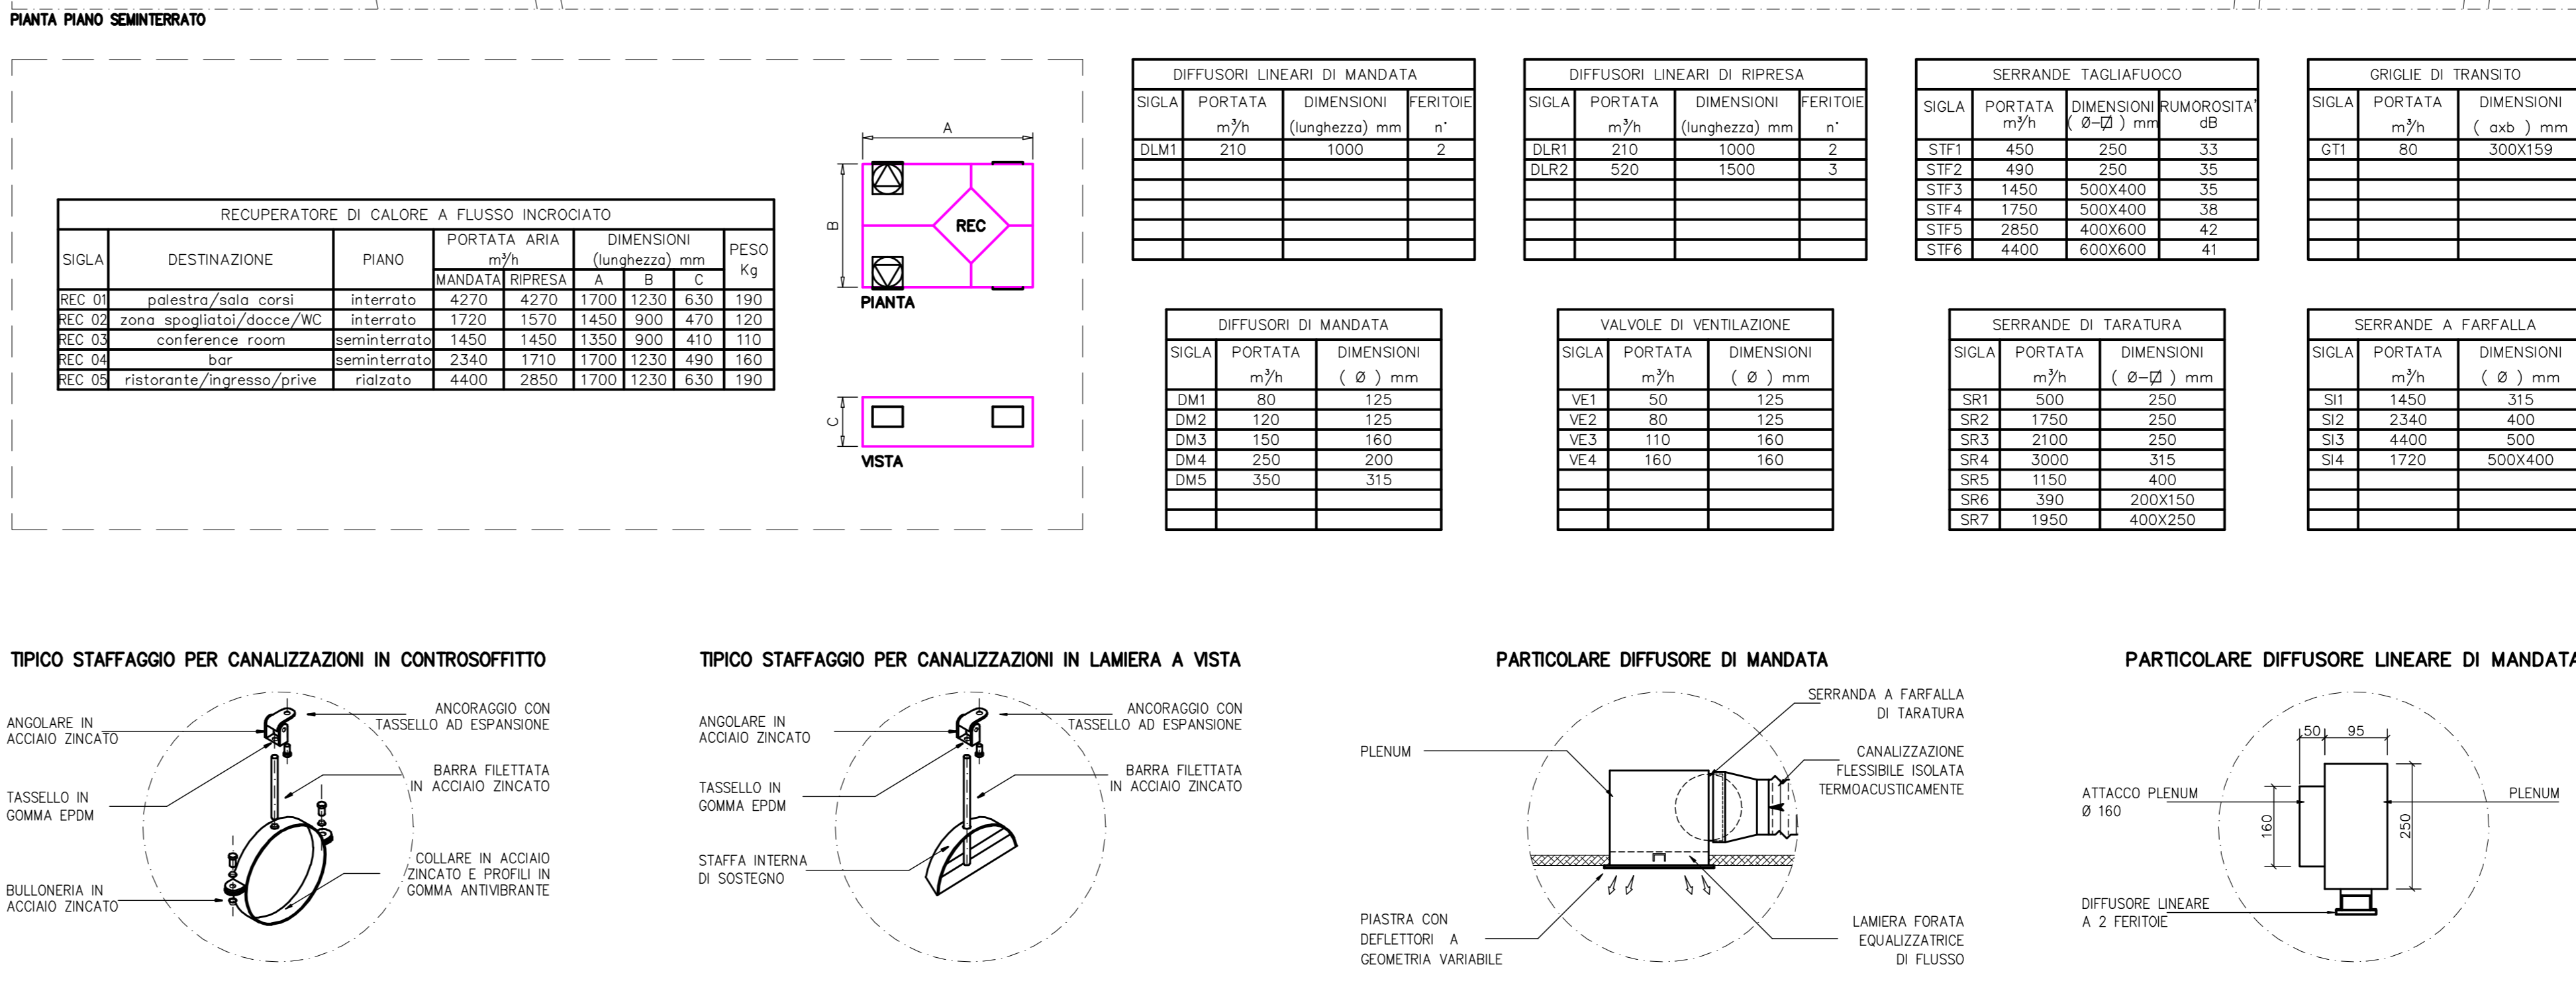 PIANTA PIANO SEMINTERRATO
RECUPERATORE DI CALORE A FLUSSO INCROCIATO
SIGLA DESTINAZIONE PIANO PORTATA ARIA m³/h DIMENSIONI (lunghezza) mm PESO Kg
MANDATA RIPRESA A B C
REC 01 palestra/sala corsi interrato 4270 4270 1700 1230 630 190
REC 02 zona spogliatoi/docce/WC interrato 1720 1570 1450 900 470 120
REC 03 conference room seminterrato 1450 1450 1350 900 410 110
REC 04 bar seminterrato 2340 1710 1700 1230 490 160
REC 05 ristorante/ingresso/prive rialzato 4400 2850 1700 1230 630 190
A
B
REC
PIANTA
C
VISTA
DIFFUSORI LINEARI DI MANDATA
SIGLA PORTATA DIMENSIONI FERITOIE
m³/h (lunghezza) mm n°
DLM1 210 1000 2
DIFFUSORI LINEARI DI RIPRESA
SIGLA PORTATA DIMENSIONI FERITOIE
m³/h (lunghezza) mm n°
DLR1 210 1000 2
DLR2 520 1500 3
SERRANDE TAGLIAFUOCO
SIGLA PORTATA DIMENSIONI RUMOROSITA'
m³/h ( Ø-⍁ ) mm dB
STF1 450 250 33
STF2 490 250 35
STF3 1450 500X400 35
STF4 1750 500X400 38
STF5 2850 400X600 42
STF6 4400 600X600 41
GRIGLIE DI TRANSITO
SIGLA PORTATA DIMENSIONI
m³/h ( axb ) mm
GT1 80 300X159
DIFFUSORI DI MANDATA
SIGLA PORTATA DIMENSIONI
m³/h ( Ø ) mm
DM1 80 125
DM2 120 125
DM3 150 160
DM4 250 200
DM5 350 315
VALVOLE DI VENTILAZIONE
SIGLA PORTATA DIMENSIONI
m³/h ( Ø ) mm
VE1 50 125
VE2 80 125
VE3 110 160
VE4 160 160
SERRANDE DI TARATURA
SIGLA PORTATA DIMENSIONI
m³/h ( Ø-⍁ ) mm
SR1 500 250
SR2 1750 250
SR3 2100 250
SR4 3000 315
SR5 1150 400
SR6 390 200X150
SR7 1950 400X250
SERRANDE A FARFALLA
SIGLA PORTATA DIMENSIONI
m³/h ( Ø ) mm
SI1 1450 315
SI2 2340 400
SI3 4400 500
SI4 1720 500X400
TIPICO STAFFAGGIO PER CANALIZZAZIONI IN CONTROSOFFITTO
ANGOLARE IN
ACCIAIO ZINCATO
ANCORAGGIO CON
TASSELLO AD ESPANSIONE
TASSELLO IN
GOMMA EPDM
BARRA FILETTATA
IN ACCIAIO ZINCATO
BULLONERIA IN
ACCIAIO ZINCATO
COLLARE IN ACCIAIO
ZINCATO E PROFILI IN
GOMMA ANTIVIBRANTE
TIPICO STAFFAGGIO PER CANALIZZAZIONI IN LAMIERA A VISTA
ANGOLARE IN
ACCIAIO ZINCATO
ANCORAGGIO CON
TASSELLO AD ESPANSIONE
TASSELLO IN
GOMMA EPDM
BARRA FILETTATA
IN ACCIAIO ZINCATO
STAFFA INTERNA
DI SOSTEGNO
PARTICOLARE DIFFUSORE DI MANDATA
SERRANDA A FARFALLA
DI TARATURA
PLENUM
CANALIZZAZIONE
FLESSIBILE ISOLATA
TERMOACUSTICAMENTE
PIASTRA CON
DEFLETTORI A
GEOMETRIA VARIABILE
LAMIERA FORATA
EQUALIZZATRICE
DI FLUSSO
PARTICOLARE DIFFUSORE LINEARE DI MANDATA
50 95
ATTACCO PLENUM
Ø 160
160
250
PLENUM
DIFFUSORE LINEARE
A 2 FERITOIE